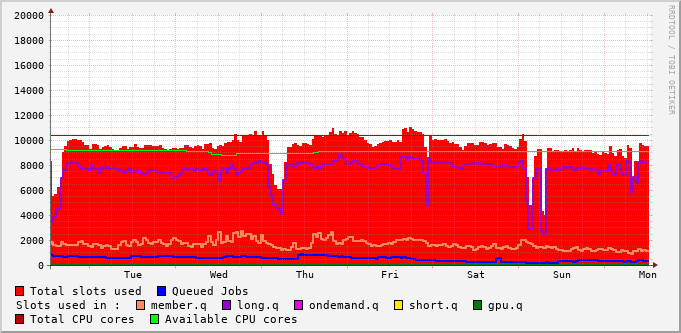 20000
18000
16000
14000
12000
10000
8000
6000
4000
2000
0
Tue Wed Thu Fri Sat Sun Mon
Total slots used Queued Jobs
Slots used in : member.q long.q ondemand.q short.q gpu.q
Total CPU cores Available CPU cores
RRDTOOL / TOBI OETIKER